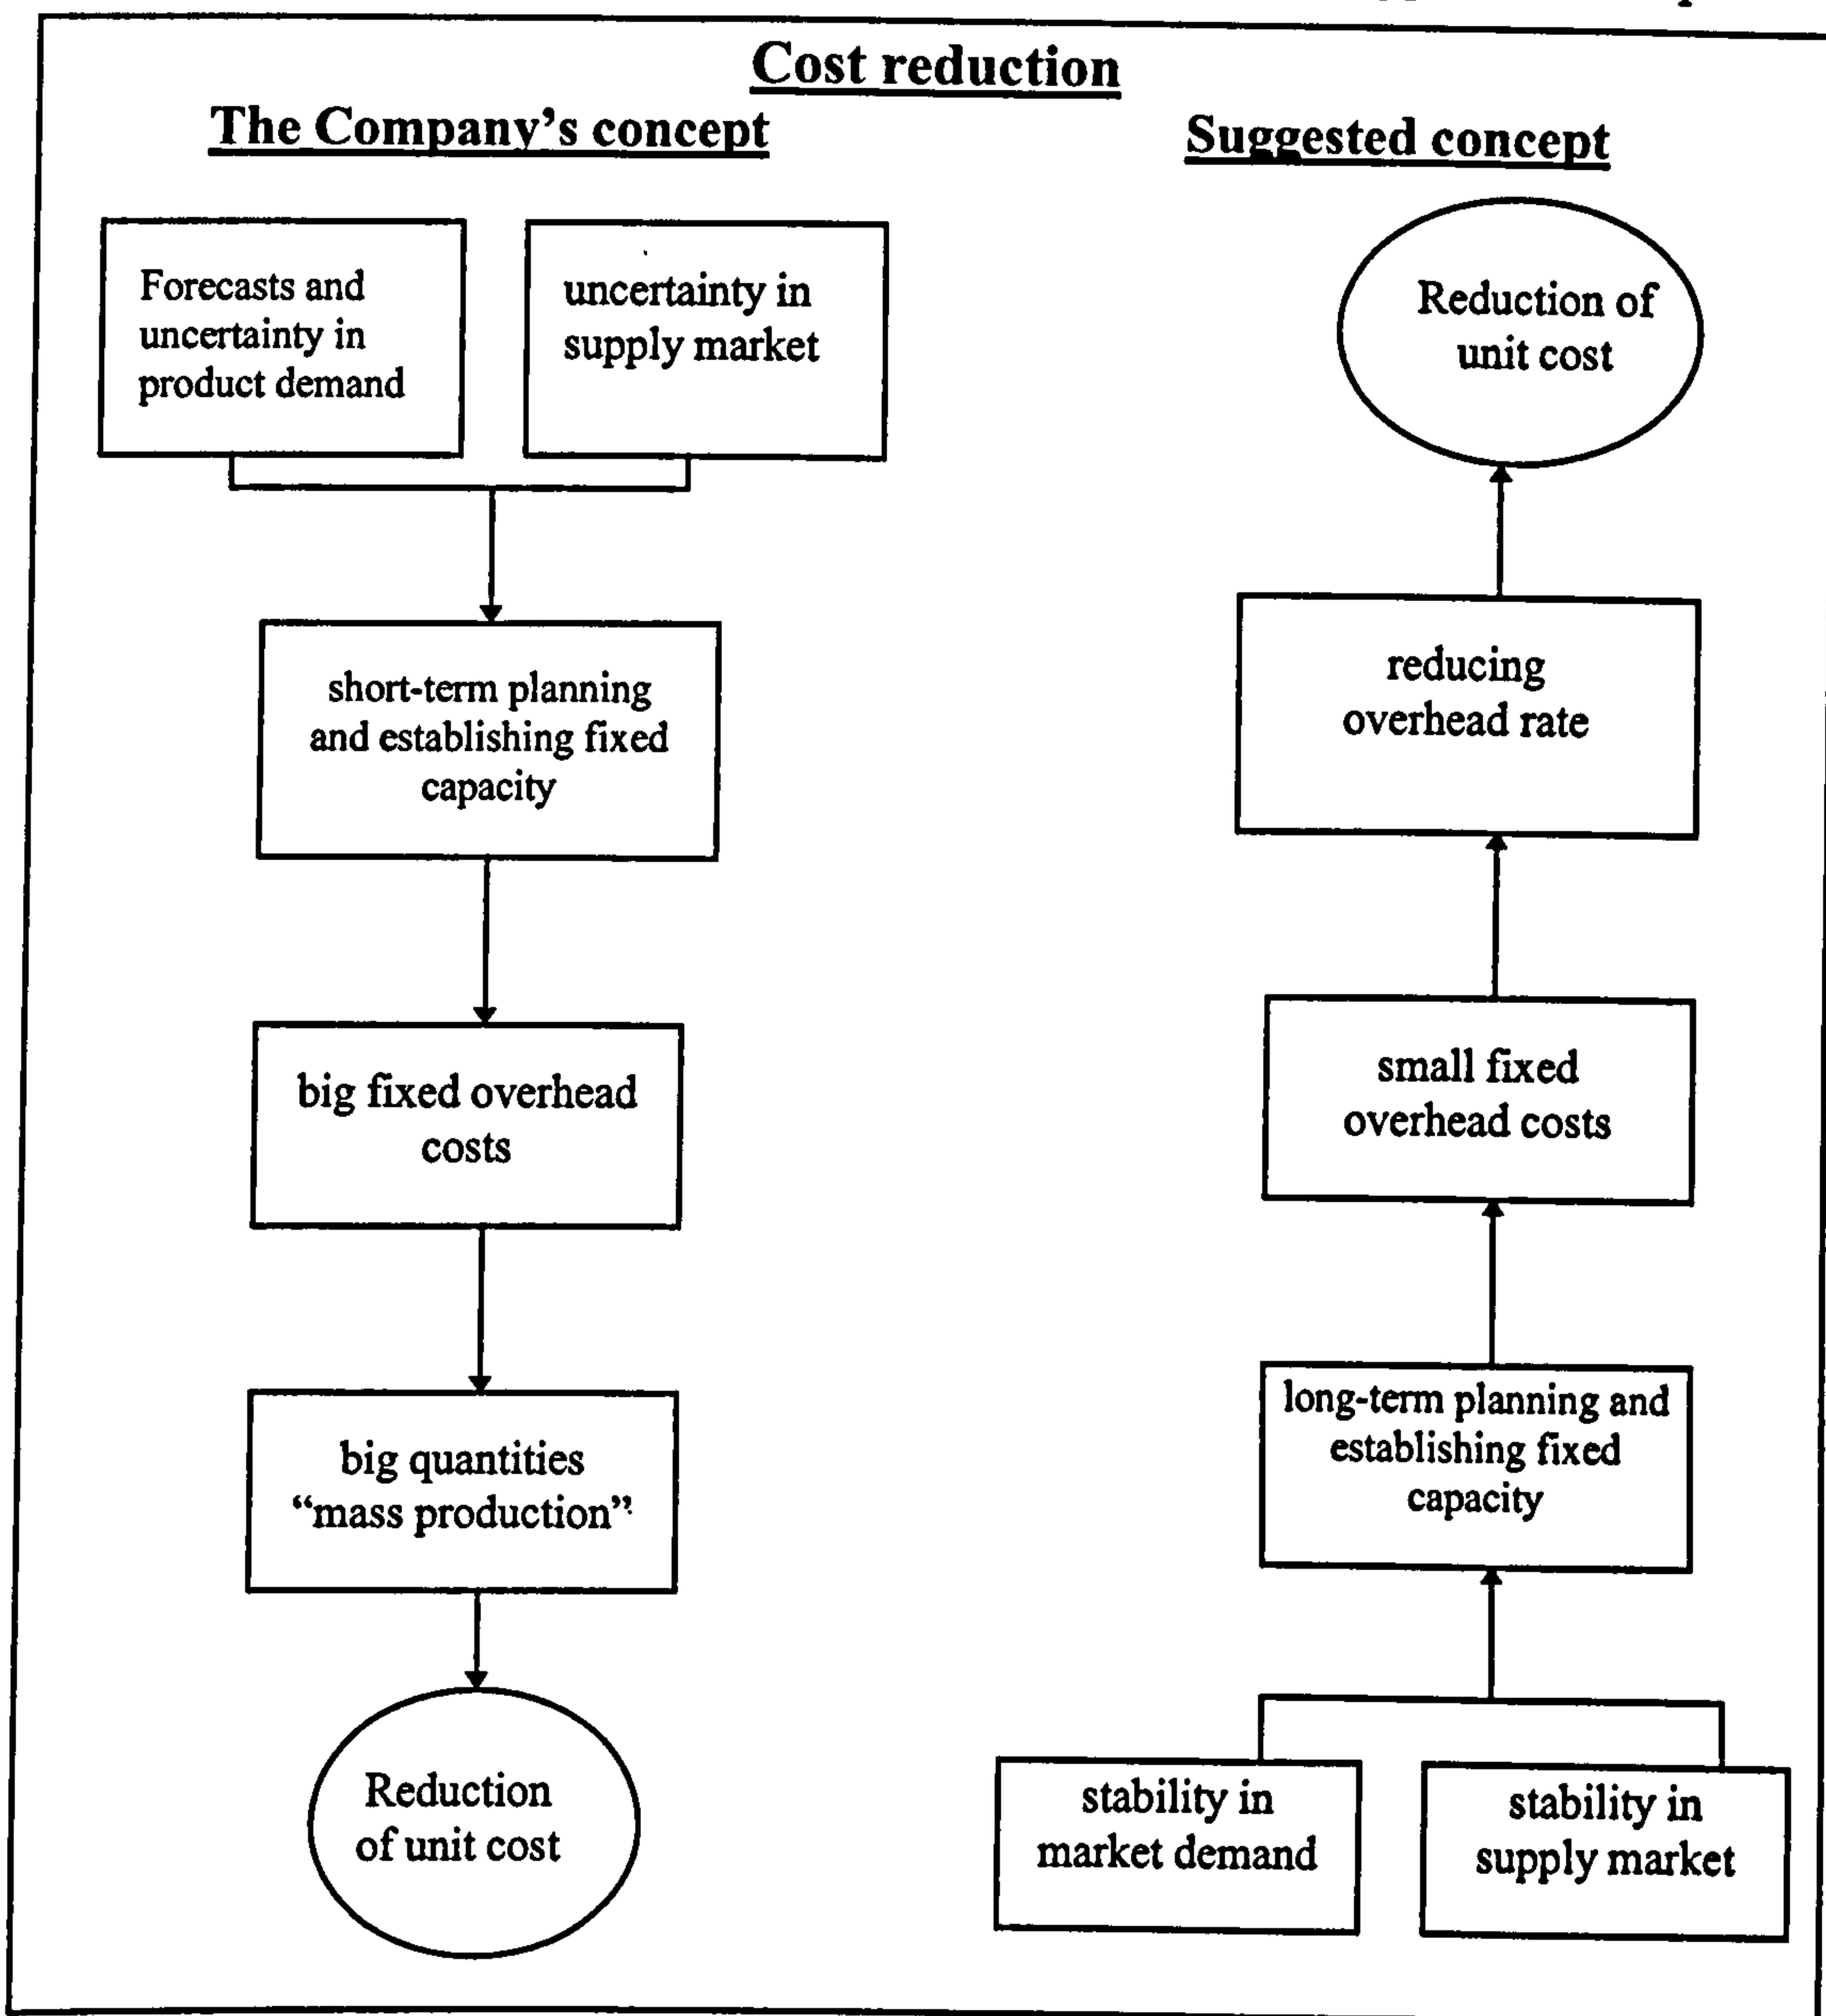 Cost reduction
The Company's concept
Suggested concept
Forecasts and
uncertainty in
product demand
uncertainty in
supply market
short-term planning
and establishing fixed
capacity
big fixed overhead
costs
big quantities
“mass production”
Reduction
of unit cost
Reduction of
unit cost
reducing
overhead rate
small fixed
overhead costs
long-term planning and
establishing fixed
capacity
stability in
market demand
stability in
supply market